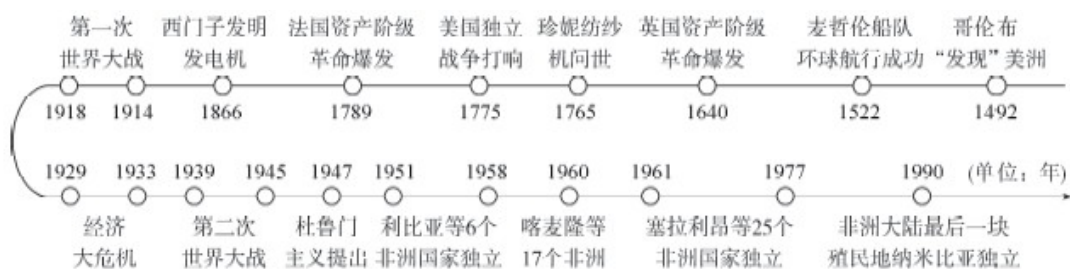 第一次 西门子发明 法国资产阶级 美国独立 珍妮纺纱 英国资产阶级 麦哲伦船队 哥伦布
世界大战 发电机 革命爆发 战争打响 机问世 革命爆发 环球航行成功 “发现”美洲
1918 1914 1866 1789 1775 1765 1640 1522 1492
1929 1933 1939 1945 1947 1951 1958 1960 1961 1977 1990 (单位：年)
经济 第二次 杜鲁门 利比亚等6个 喀麦隆等 塞拉利昂等25个 非洲大陆最后一块
大危机 世界大战 主义提出 非洲国家独立 17个非洲 非洲国家独立 殖民地纳米比亚独立